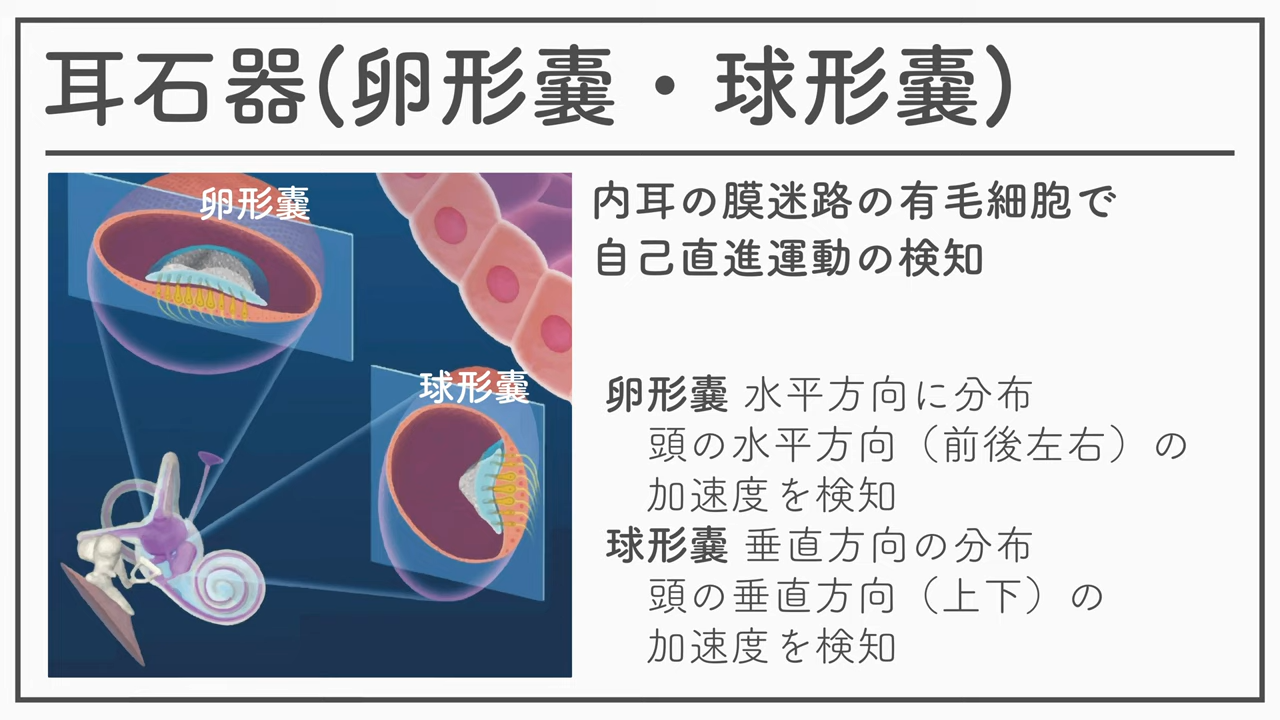 耳石器(卵形嚢・球形嚢)
卵形嚢
球形嚢
内耳の膜迷路の有毛細胞で
自己直進運動の検知
卵形嚢 水平方向に分布
頭の水平方向（前後左右）の
加速度を検知
球形嚢 垂直方向の分布
頭の垂直方向（上下）の
加速度を検知